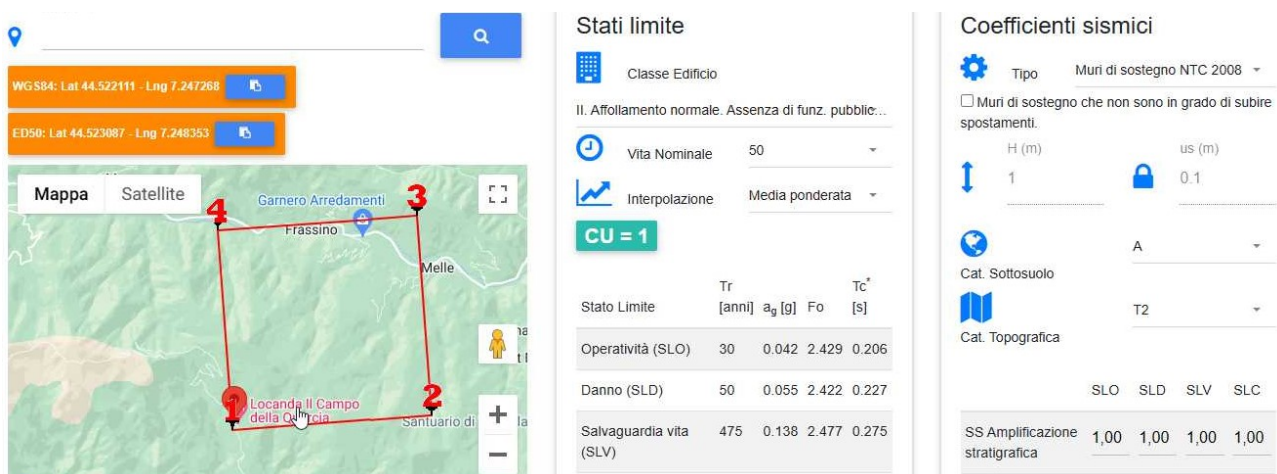 WGS84: Lat 44.522111 - Lng 7.247268
ED50: Lat 44.523087 - Lng 7.248353
Mappa Satellite
4
3
Garnero Arredamenti
Frassino
Melle
1
2
Locanda Il Campo
della Quercia
Santuario di
Stati limite
Classe Edificio
II. Affollamento normale. Assenza di funz. pubblic...
Vita Nominale 50
Interpolazione Media ponderata
CU = 1
Stato Limite Tr [anni] ag [g] Fo Tc* [s]
Operatività (SLO) 30 0.042 2.429 0.206
Danno (SLD) 50 0.055 2.422 0.227
Salvaguardia vita (SLV) 475 0.138 2.477 0.275
Coefficienti sismici
Tipo Muri di sostegno NTC 2008
Muri di sostegno che non sono in grado di subire
spostamenti.
H (m) us (m)
1 0.1
A
Cat. Sottosuolo
T2
Cat. Topografica
SLO SLD SLV SLC
SS Amplificazione stratigrafica 1,00 1,00 1,00 1,00